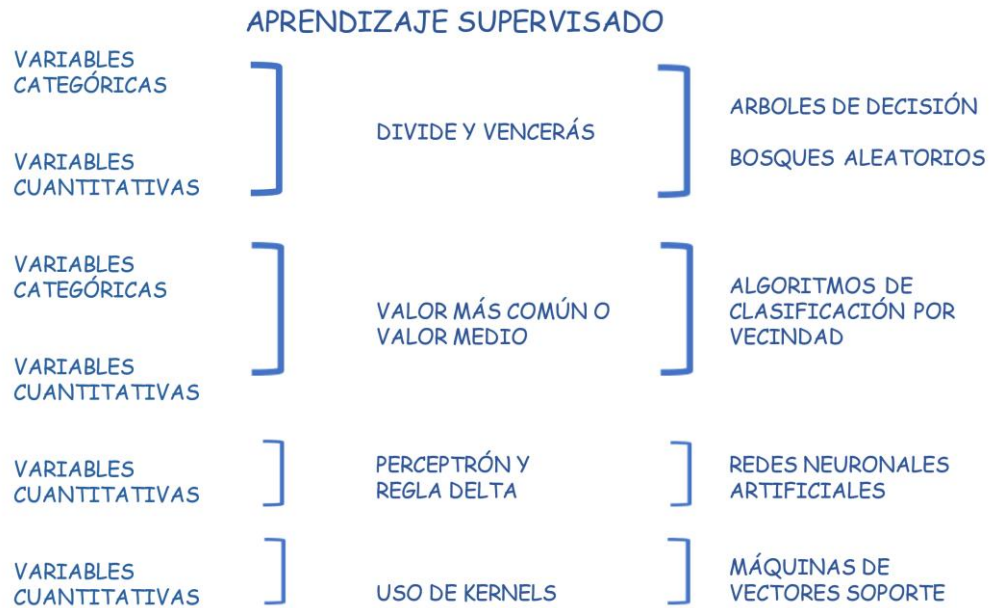 APRENDIZAJE SUPERVISADO
VARIABLES
CATEGÓRICAS
VARIABLES
CUANTITATIVAS
DIVIDE Y VENCERÁS
ARBOLES DE DECISIÓN
BOSQUES ALEATORIOS
VARIABLES
CATEGÓRICAS
VARIABLES
CUANTITATIVAS
VALOR MÁS COMÚN O
VALOR MEDIO
ALGORITMOS DE
CLASIFICACIÓN POR
VECINDAD
VARIABLES
CUANTITATIVAS
PERCEPTRÓN Y
REGLA DELTA
REDES NEURONALES
ARTIFICIALES
VARIABLES
CUANTITATIVAS
USO DE KERNELS
MÁQUINAS DE
VECTORES SOPORTE